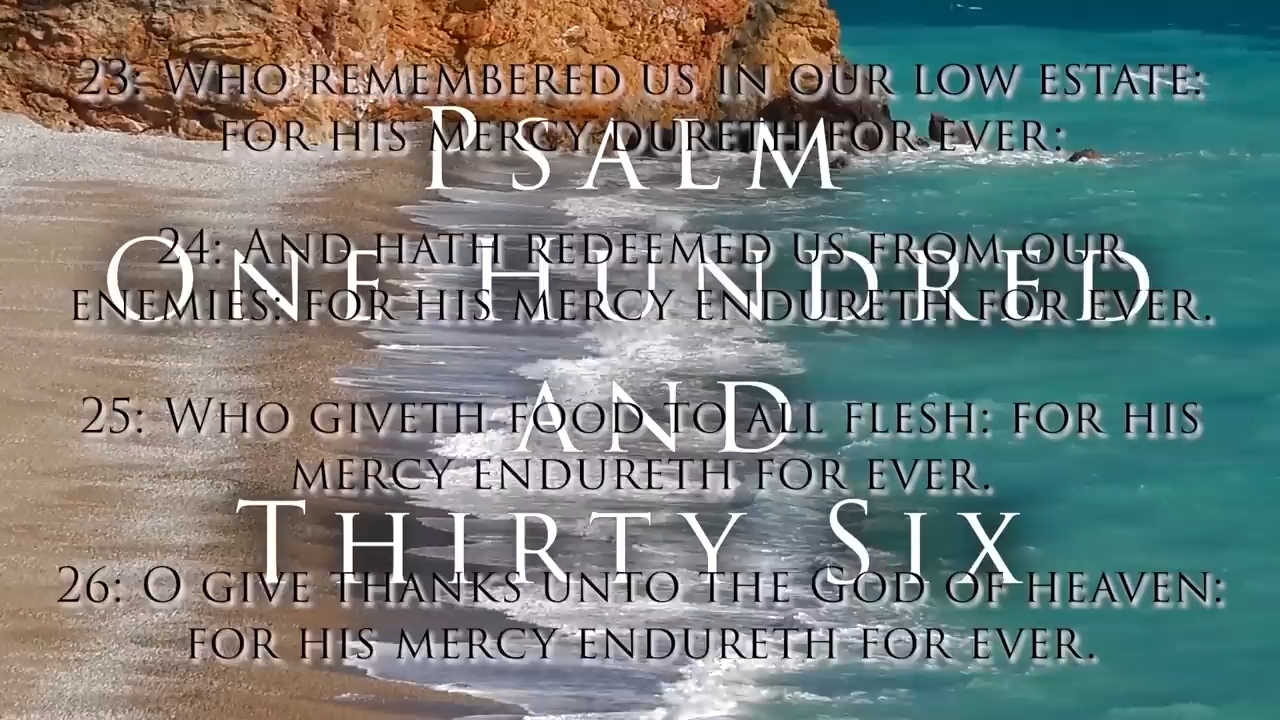 23: Who remembered us in our low estate:
for his mercy dureth for ever:
24: And hath redeemed us from our
enemies: for his mercy endureth for ever.
25: Who giveth food to all flesh: for his
mercy endureth for ever.
26: O give thanks unto the God of heaven:
for his mercy endureth for ever.
Psalm
One Hundred
and
Thirty Six